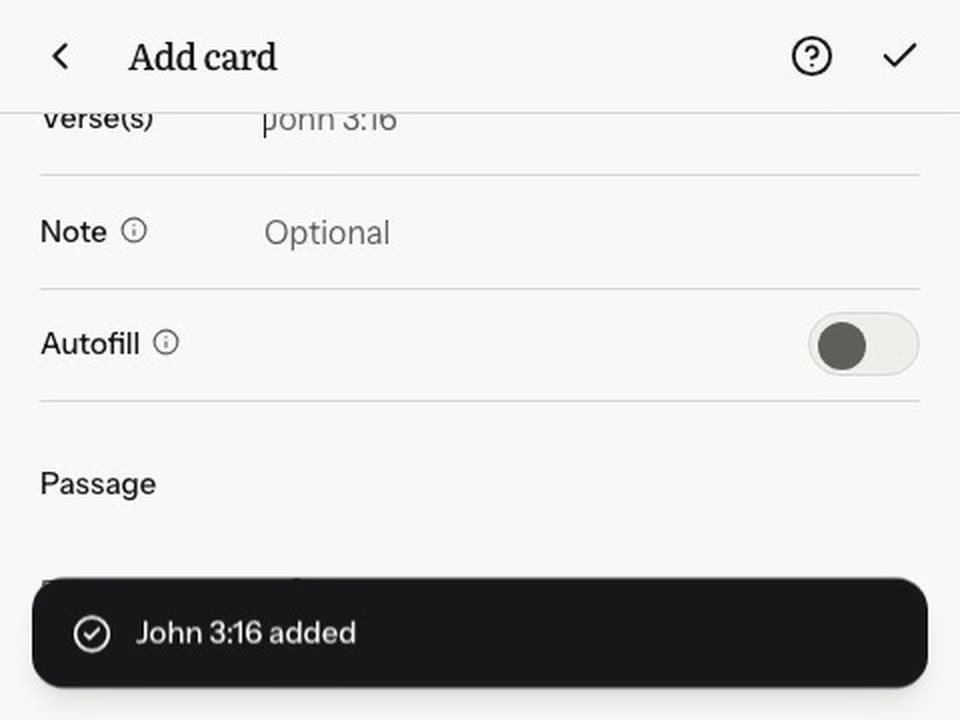 Add card
Verse(s) John 3:16
Note Optional
Autofill
Passage
John 3:16 added